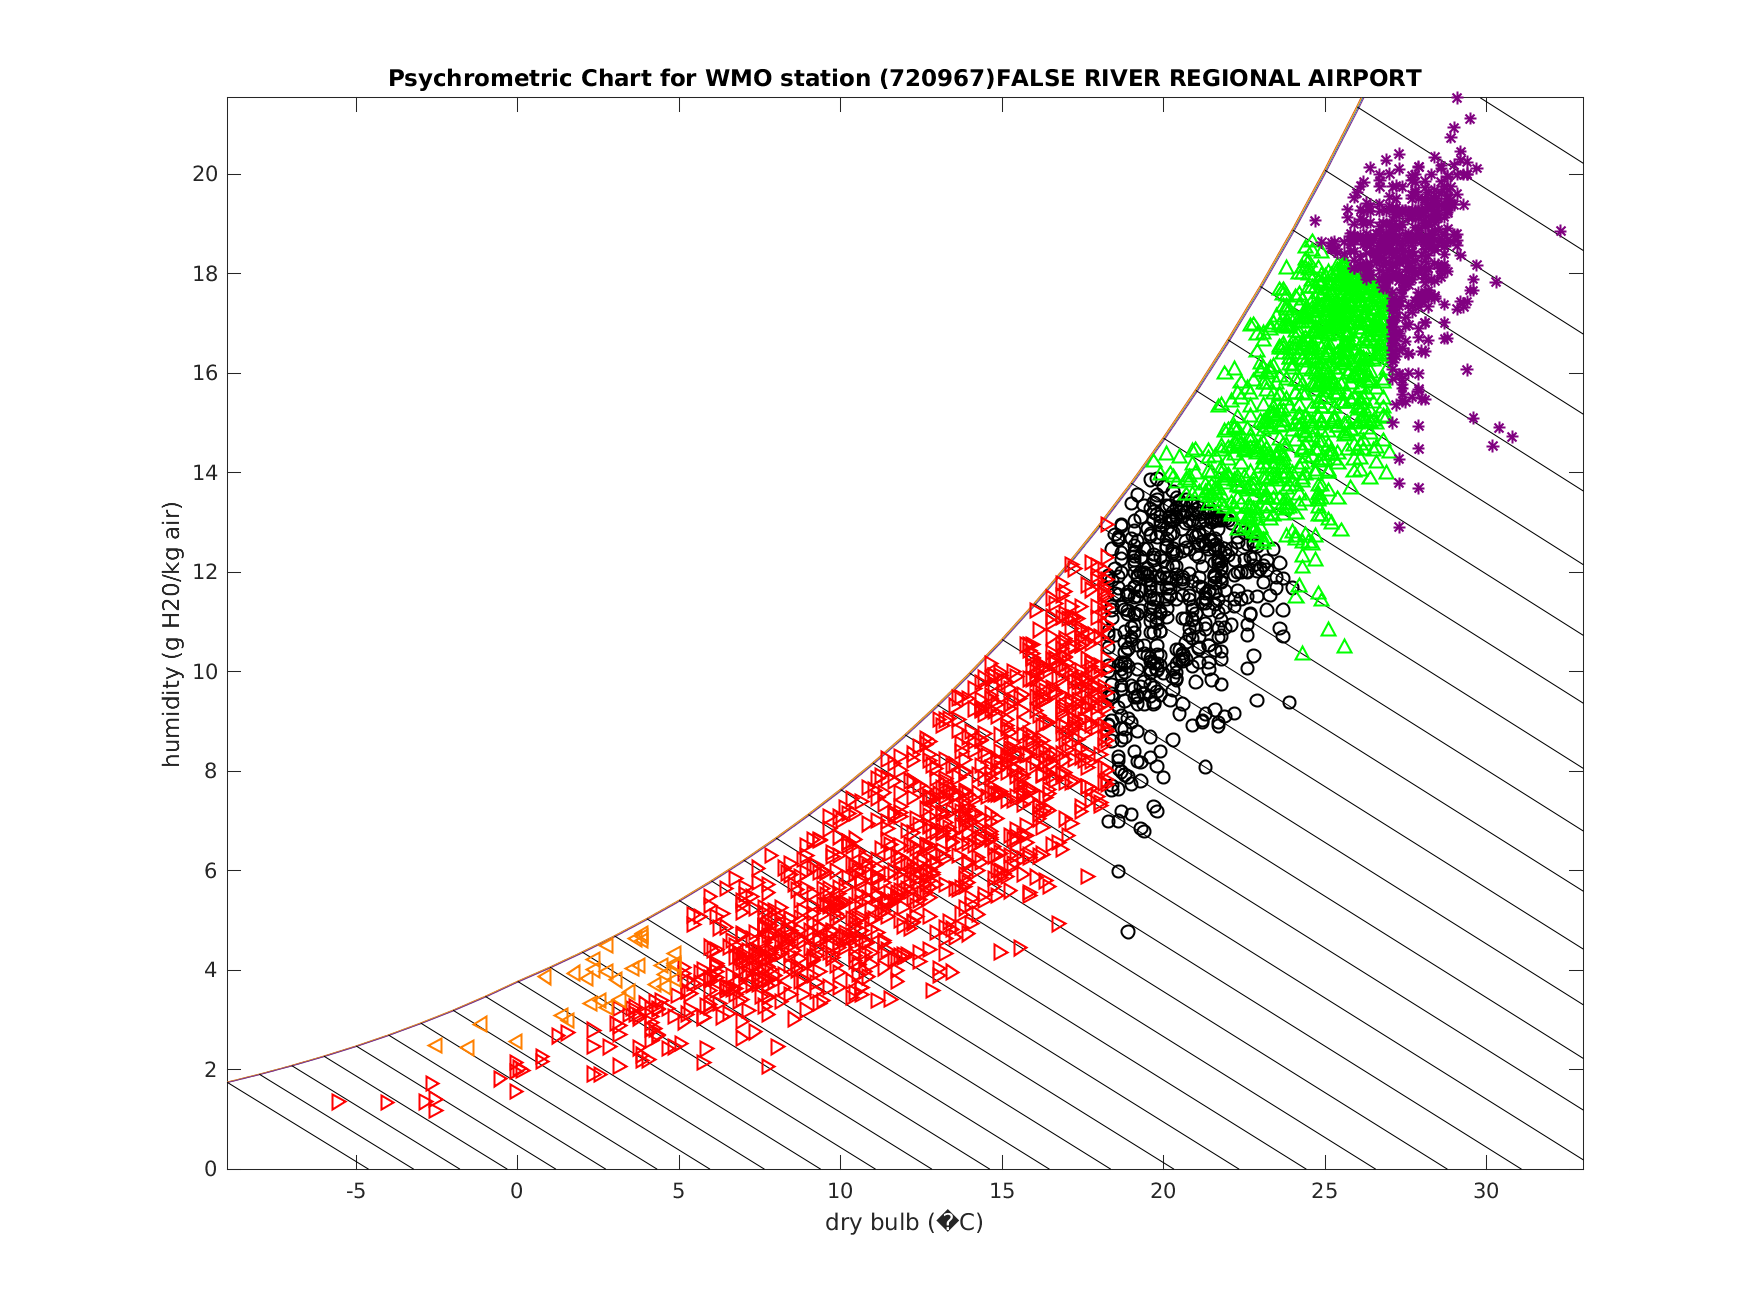 Psychrometric Chart for WMO station (720967)FALSE RIVER REGIONAL AIRPORT
20
18
16
14
12
10
8
6
4
2
0
humidity (g H20/kg air)
-5 0 5 10 15 20 25 30
dry bulb (�C)